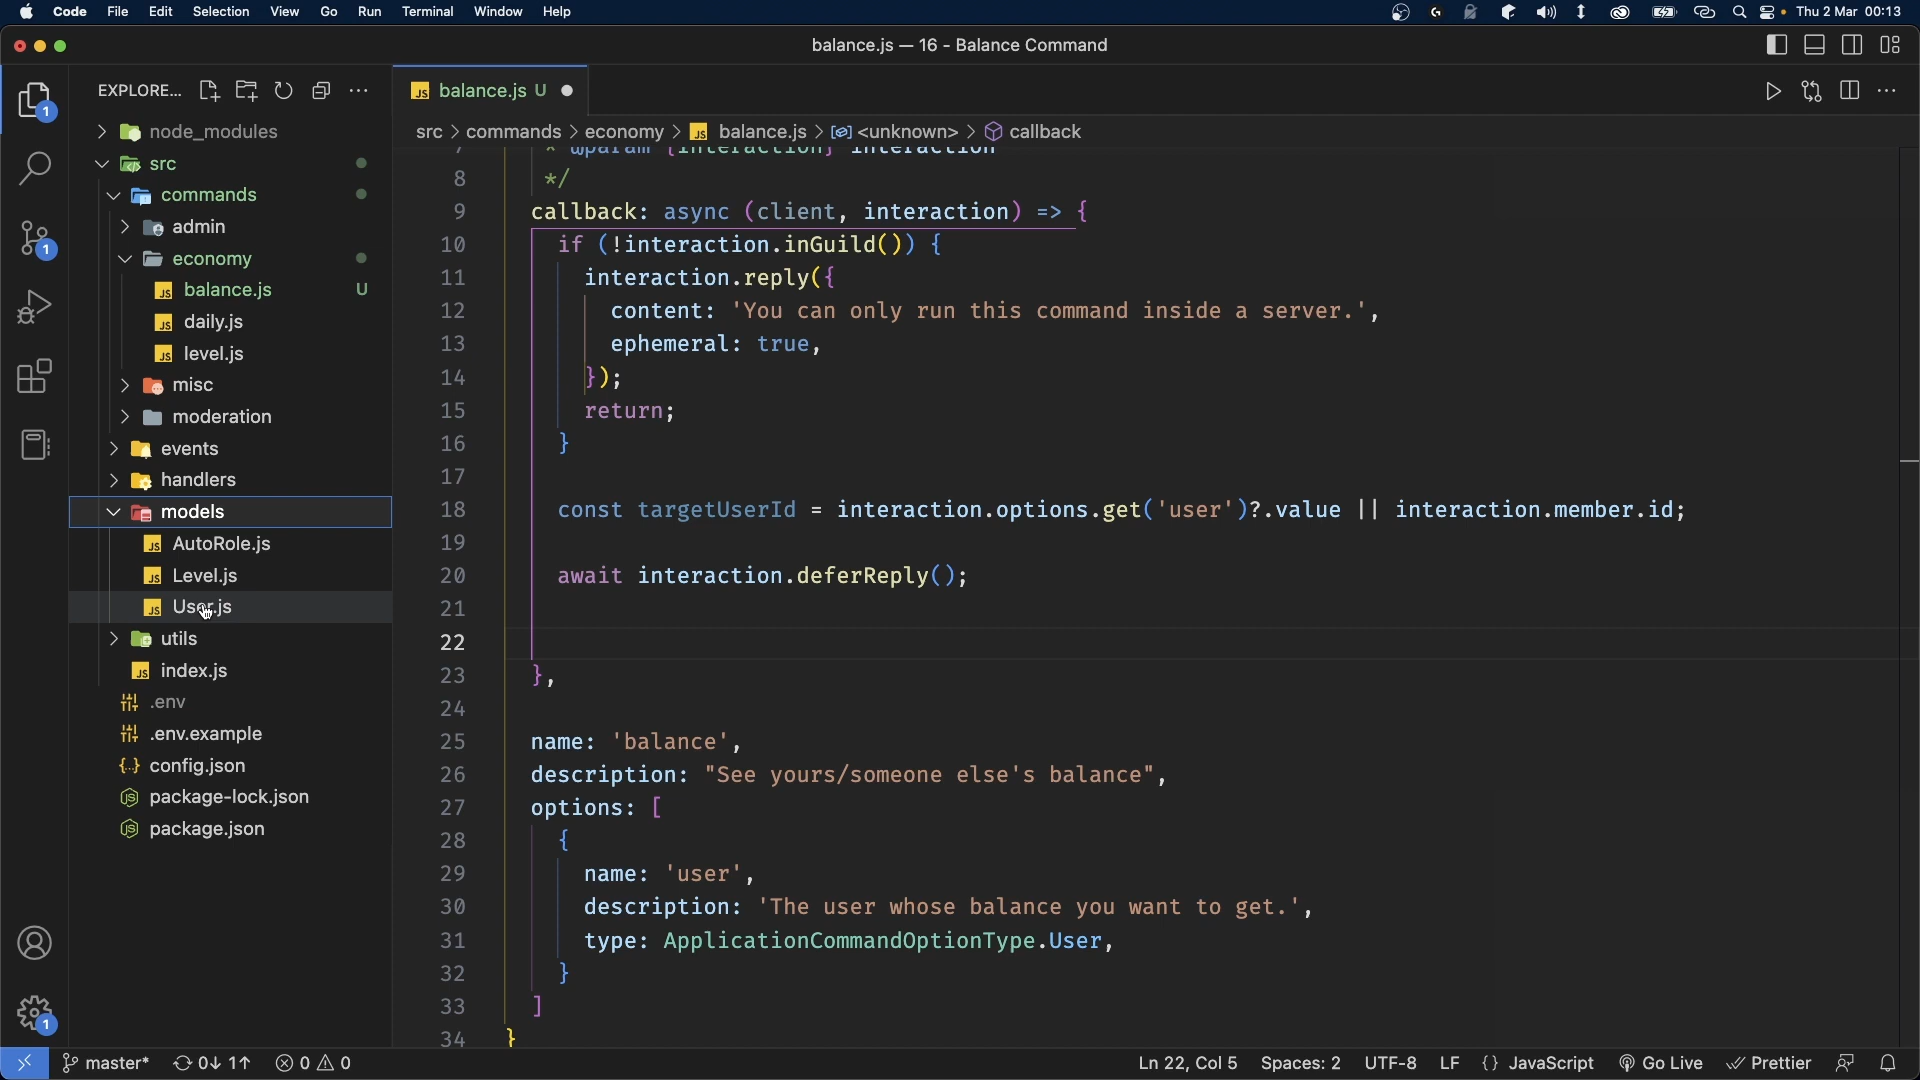 Code File Edit Selection View Go Run Terminal Window Help
Thu 2 Mar 00:13
balance.js — 16 - Balance Command
EXPLORE...
balance.js U
src > commands > economy > balance.js > <unknown> > callback
1
node_modules
src
commands
admin
1
economy
balance.js U
daily.js
level.js
misc
moderation
events
handlers
models
AutoRole.js
Level.js
User.js
utils
index.js
.env
.env.example
config.json
package-lock.json
package.json
1
7 * @param {Interaction} interaction
8 */
9 callback: async (client, interaction) => {
10 if (!interaction.inGuild()) {
11 interaction.reply({
12 content: 'You can only run this command inside a server.',
13 ephemeral: true,
14 });
15 return;
16 }
17
18 const targetUserId = interaction.options.get('user')?.value || interaction.member.id;
19
20 await interaction.deferReply();
21
22
23 },
24
25 name: 'balance',
26 description: "See yours/someone else's balance",
27 options: [
28 {
29 name: 'user',
30 description: 'The user whose balance you want to get.',
31 type: ApplicationCommandOptionType.User,
32 }
33 ]
34 }
master* 0↓ 1↑ 0 0
Ln 22, Col 5 Spaces: 2 UTF-8 LF {} JavaScript Go Live Prettier